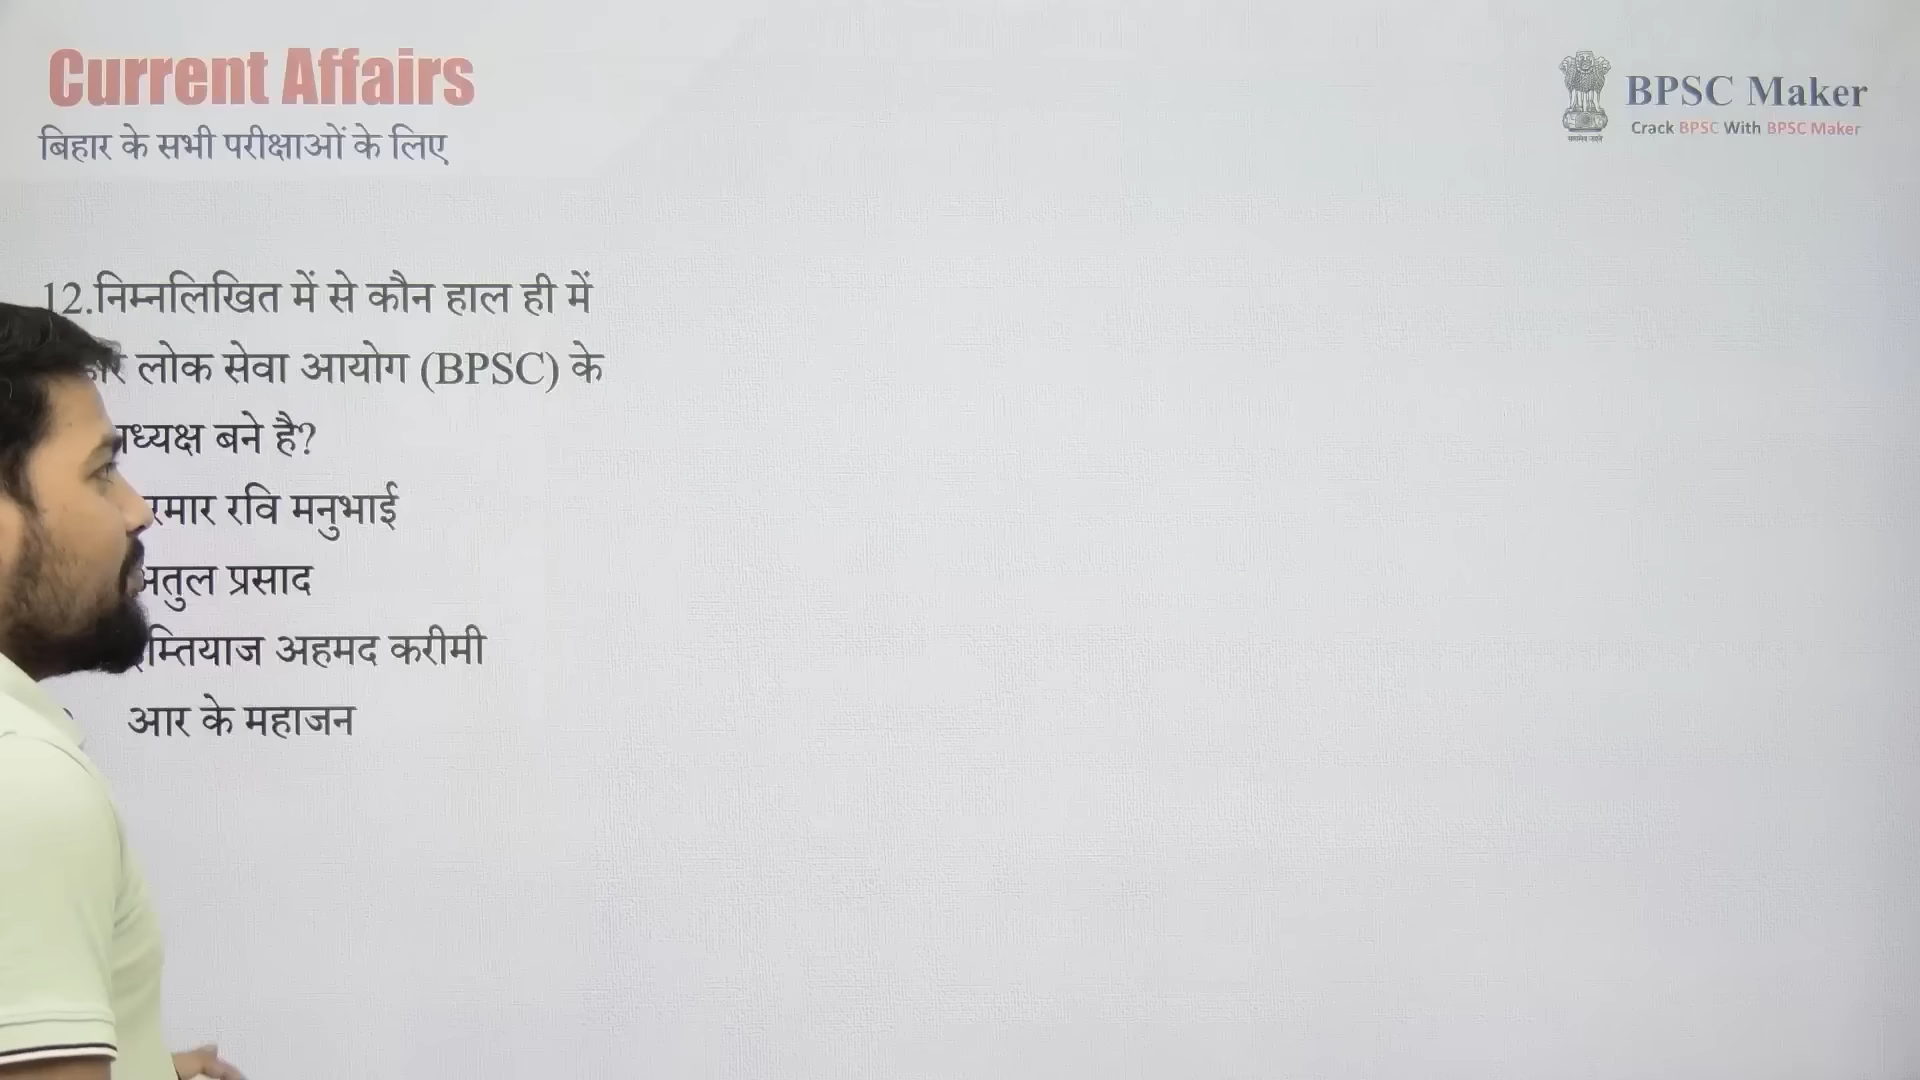 Current Affairs
बिहार के सभी परीक्षाओं के लिए
BPSC Maker
Crack BPSC With BPSC Maker
12.निम्नलिखित में से कौन हाल ही में
लोक सेवा आयोग (BPSC) के
बने है?
रवि मनुभाई
प्रसाद
अहमद करीमी
आर के महाजन